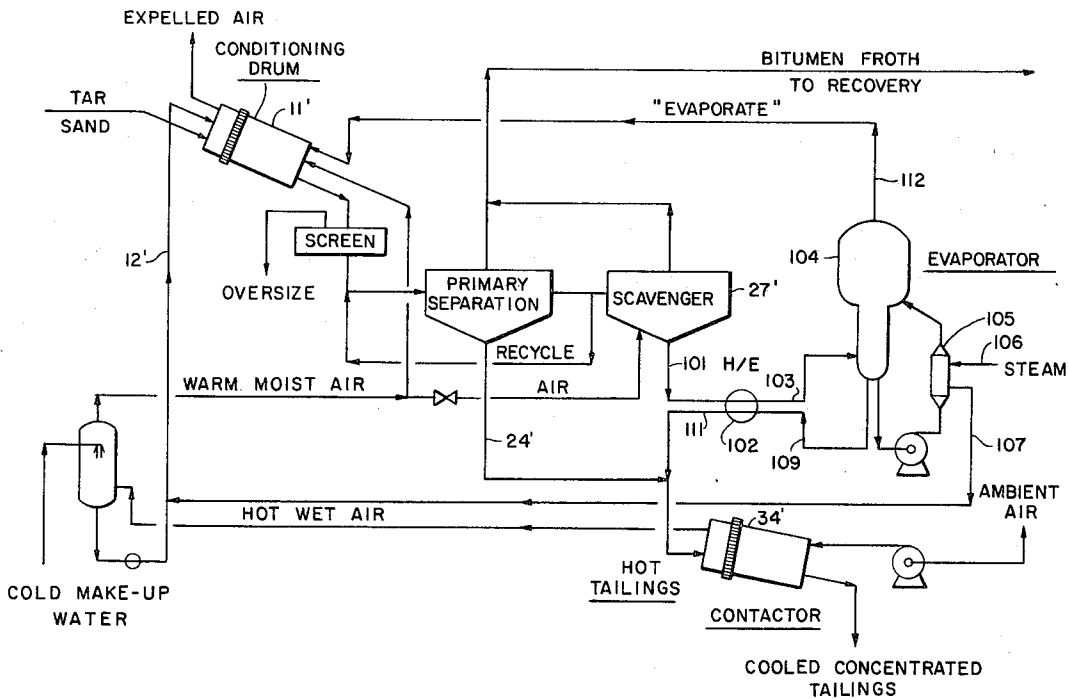 EXPELLED AIR
CONDITIONING
DRUM
11'
TAR
SAND
BITUMEN FROTH
TO RECOVERY
"EVAPORATE"
112
12'
SCREEN
OVERSIZE
PRIMARY
SEPARATION
SCAVENGER
27'
104
EVAPORATOR
105
106
STEAM
RECYCLE
101
H/E
103
WARM MOIST AIR
AIR
111
102
109
107
24'
AMBIENT
AIR
HOT WET AIR
34'
COLD MAKE-UP
WATER
HOT
TAILINGS
CONTACTOR
COOLED CONCENTRATED
TAILINGS